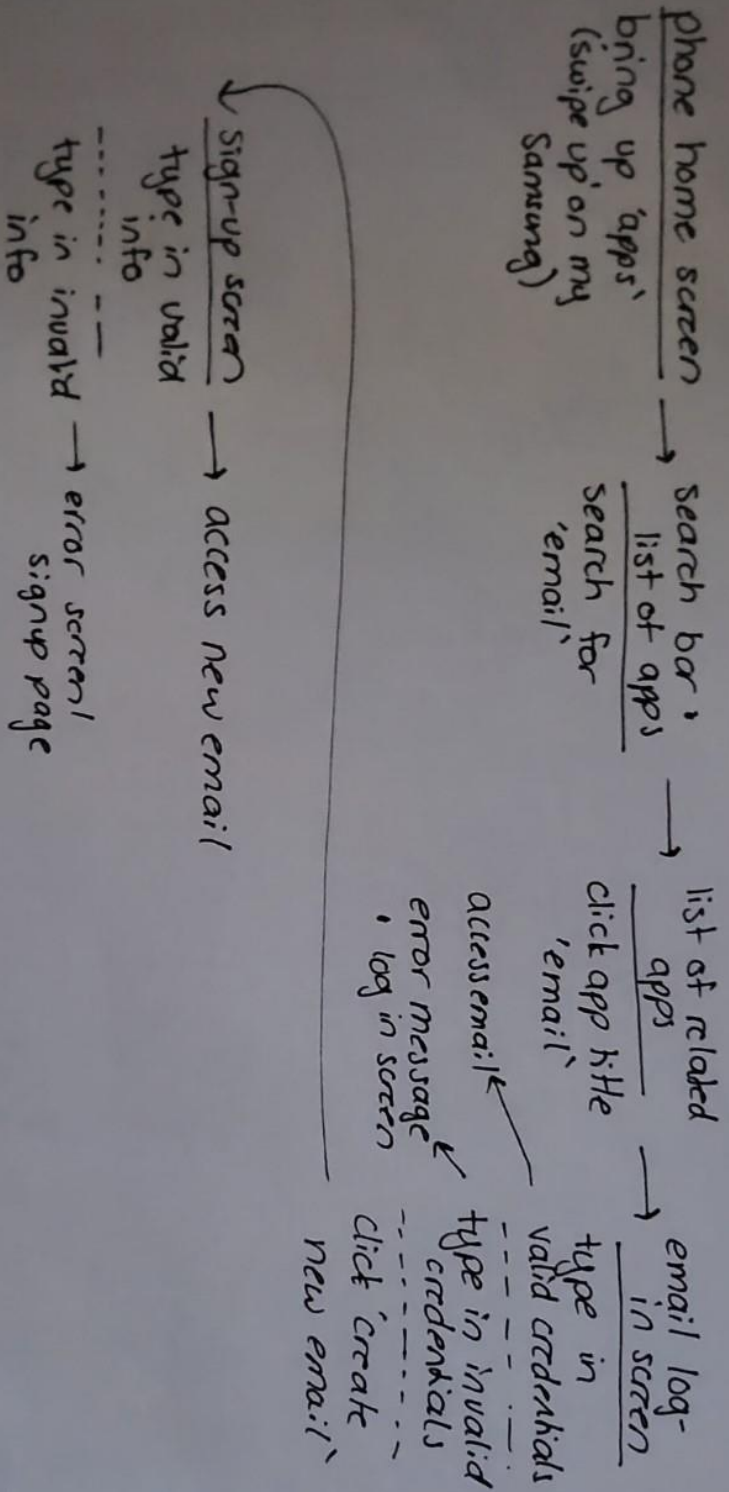 phone home screen →
bring up 'apps'
(swipe up' on my
Samsung)
search bar,
list of apps →
search for
'email'
list of related
apps →
click app title
'email'
email log-
in screen
type in
valid credentials
access email
type in invalid
credentials
error message
, log in screen
click 'create
new email'
sign-up screen → access new email
type in valid
info
type in invalid → error screen/
info
signup page